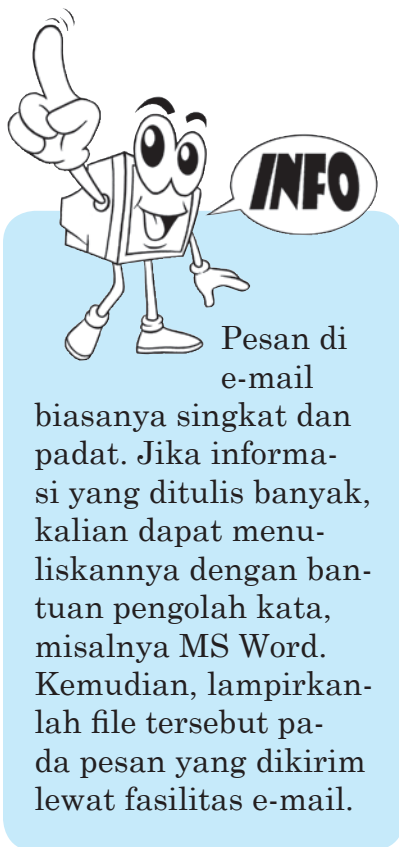 INFO
Pesan di
e-mail
biasanya singkat dan
padat. Jika informa-
si yang ditulis banyak,
kalian dapat menu-
liskannya dengan ban-
tuan pengolah kata,
misalnya MS Word.
Kemudian, lampirkan-
lah file tersebut pa-
da pesan yang dikirim
lewat fasilitas e-mail.